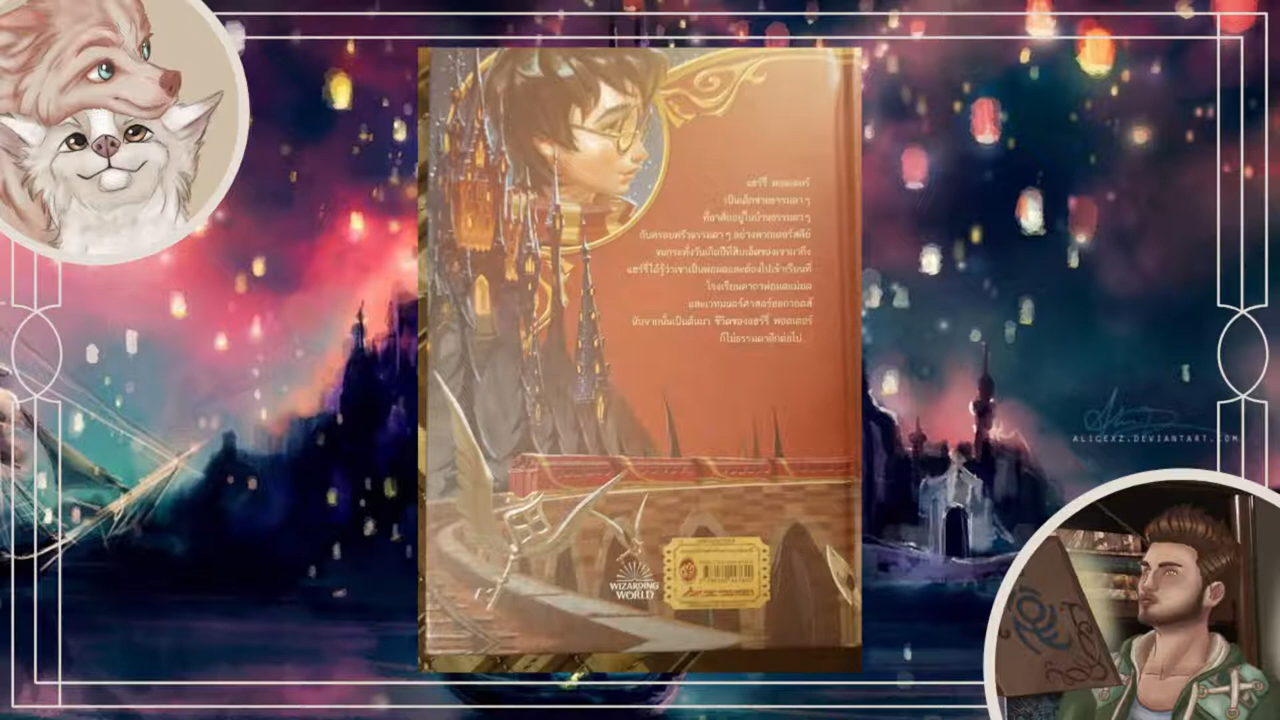 แฮร์รี่ พอตเตอร์
เป็นเด็กชายธรรมดา ๆ
ที่อาศัยอยู่ในบ้านธรรมดา ๆ
กับครอบครัวธรรมดา ๆ อย่างพวกเดอร์สลีย์
จนกระทั่งวันเกิดปีที่สิบเอ็ดของเขามาถึง
แฮร์รี่ได้รู้ว่าเขาเป็นพ่อมดและต้องไปเข้าเรียนที่
โรงเรียนคาถาพ่อมดแม่มด
และเวทมนตร์ศาสตร์ฮอกวอตส์
นับจากนั้นเป็นต้นมา ชีวิตของแฮร์รี่ พอตเตอร์
ก็ไม่ธรรมดาอีกต่อไป
ALICEXZ.DEVIANTART.COM
WIZARDING
WORLD